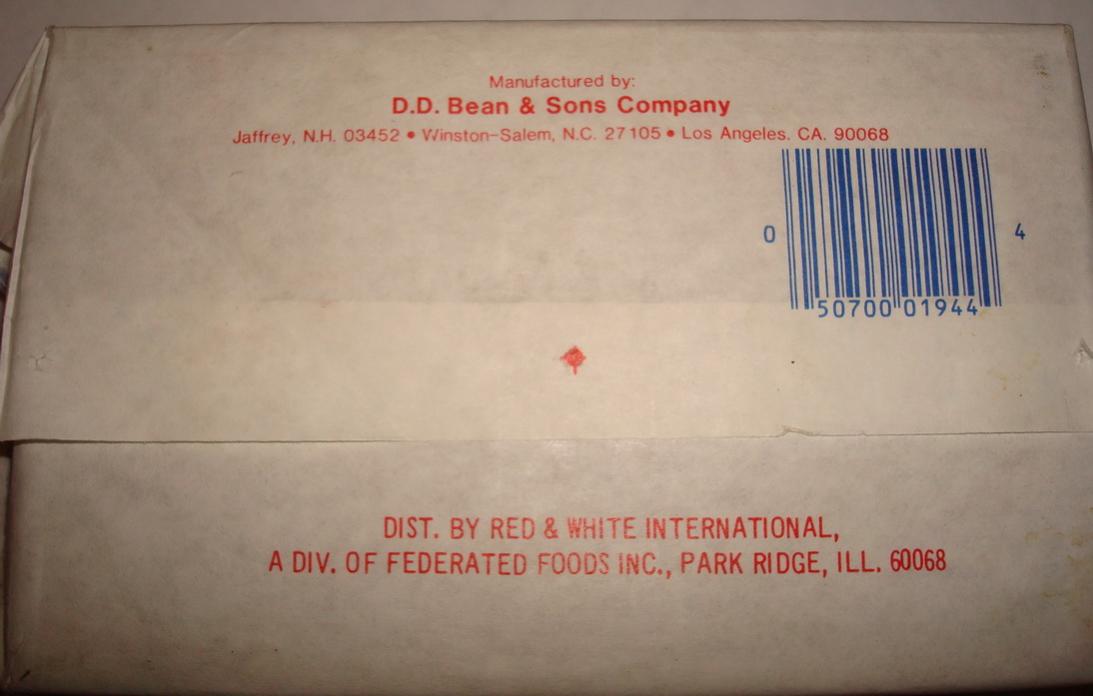 Manufactured by:
D.D. Bean & Sons Company
Jaffrey, N.H. 03452 • Winston-Salem, N.C. 27105 • Los Angeles. CA. 90068
0 50700 01944 4
DIST. BY RED & WHITE INTERNATIONAL,
A DIV. OF FEDERATED FOODS INC., PARK RIDGE, ILL. 60068